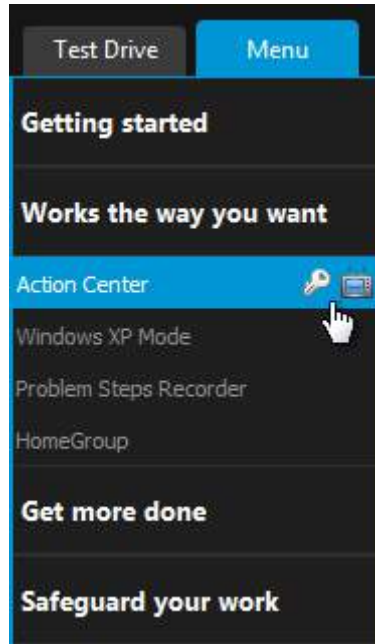 Test Drive
Menu
Getting started
Works the way you want
Action Center
Windows XP Mode
Problem Steps Recorder
HomeGroup
Get more done
Safeguard your work